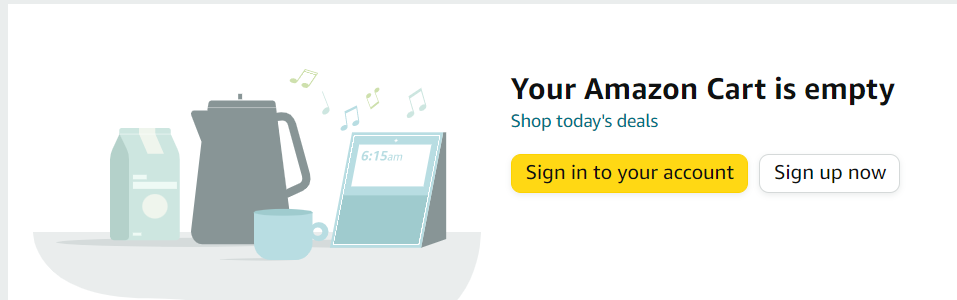 6:15am
Your Amazon Cart is empty
Shop today's deals
Sign in to your account
Sign up now